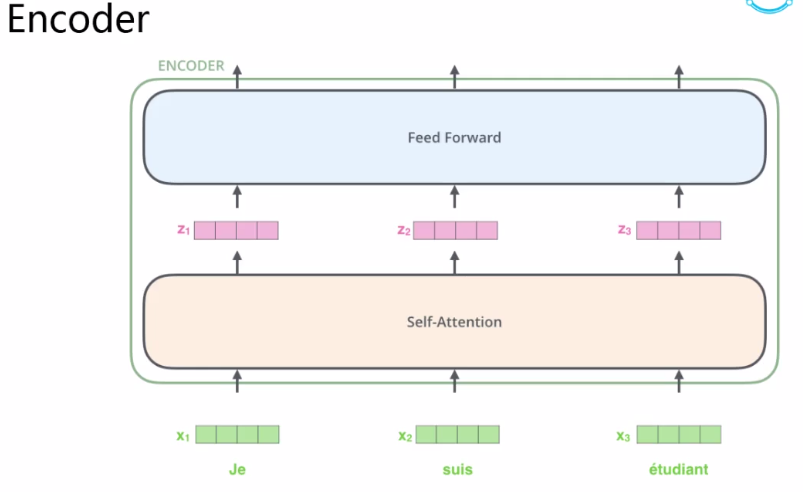 Encoder
ENCODER
Feed Forward
z₁ z₂ z₃
Self-Attention
x₁ x₂ x₃
Je suis étudiant